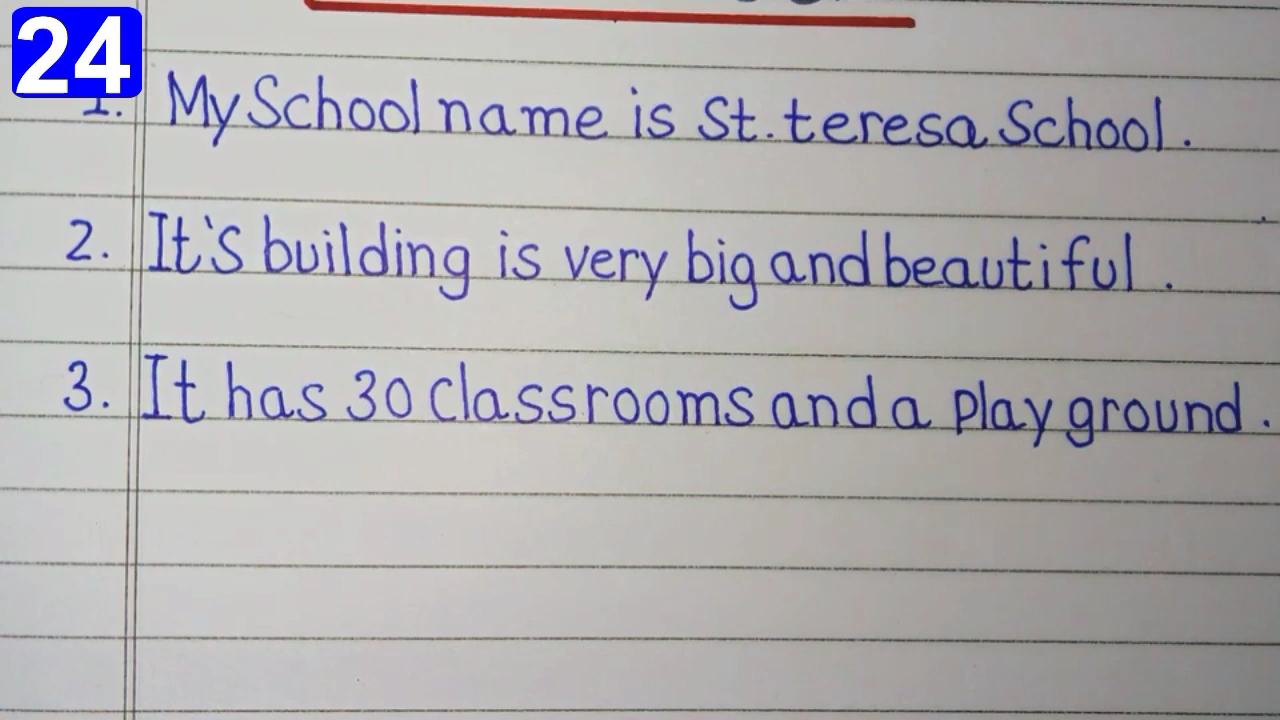 24
1. My School name is St. teresa School.
2. It's building is very big and beautiful.
3. It has 30 classrooms and a play ground.